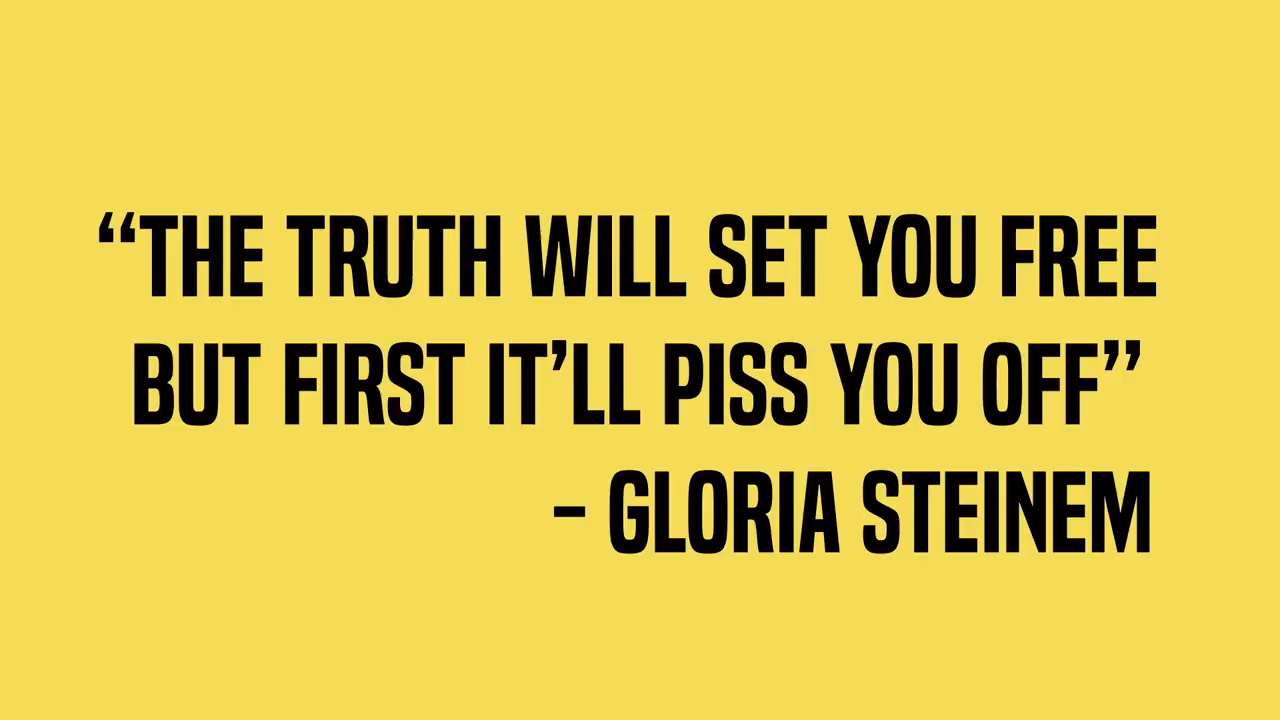 “THE TRUTH WILL SET YOU FREE
BUT FIRST IT’LL PISS YOU OFF”
– GLORIA STEINEM